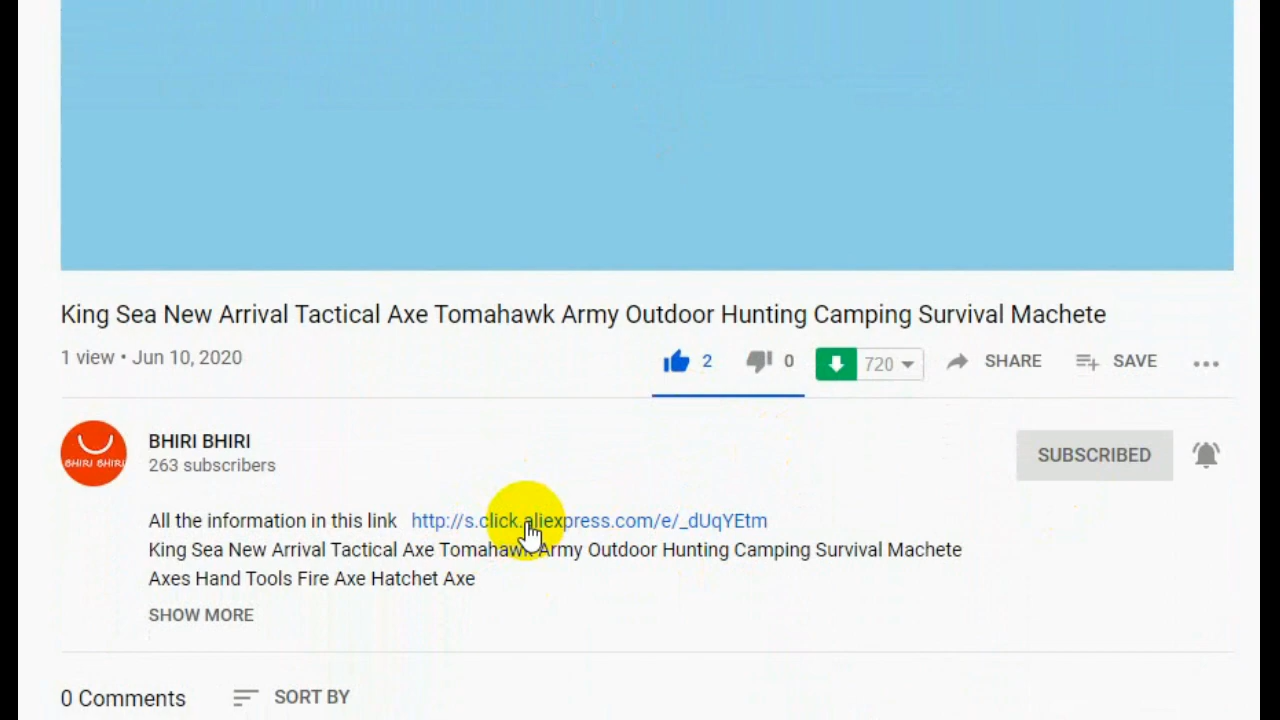 King Sea New Arrival Tactical Axe Tomahawk Army Outdoor Hunting Camping Survival Machete
1 view • Jun 10, 2020
2 0 720 SHARE SAVE
BHIRI BHIRI
263 subscribers
SUBSCRIBED
BHIRI BHIRI
All the information in this link http://s.click.aliexpress.com/e/_dUqYEtm
King Sea New Arrival Tactical Axe Tomahawk Army Outdoor Hunting Camping Survival Machete
Axes Hand Tools Fire Axe Hatchet Axe
SHOW MORE
0 Comments SORT BY